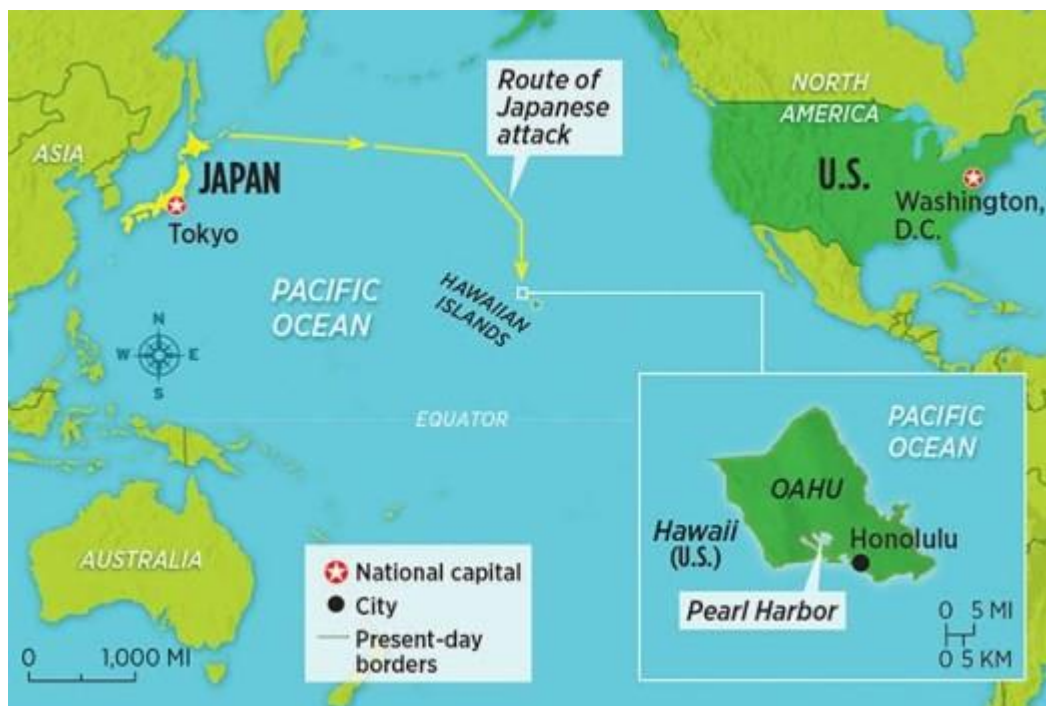 Route of
Japanese
attack
NORTH
AMERICA
ASIA
JAPAN
U.S.
Tokyo
Washington,
D.C.
PACIFIC
OCEAN
HAWAIIAN
ISLANDS
N
W E
S
EQUATOR
PACIFIC
OCEAN
OAHU
Hawaii
(U.S.)
Honolulu
Pearl Harbor
0 5 MI
0 5 KM
AUSTRALIA
National capital
City
Present-day
borders
0 1,000 MI